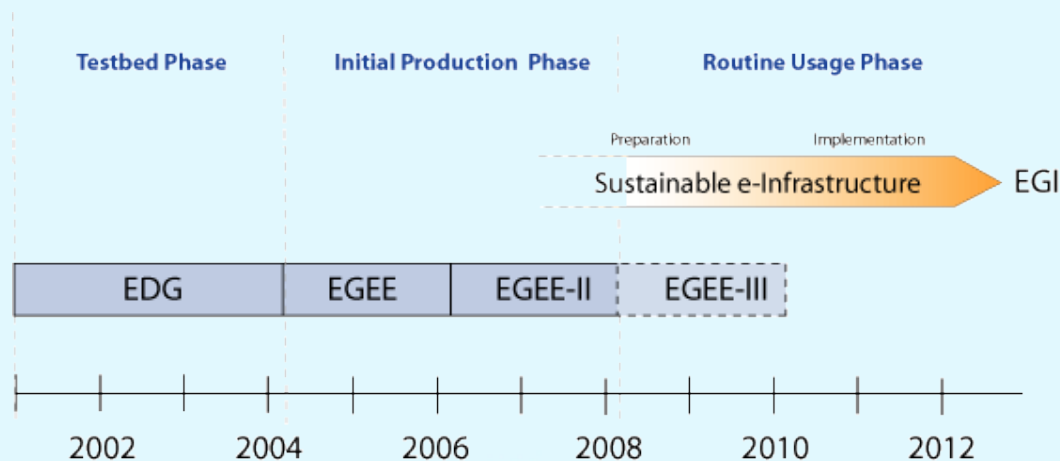 Testbed Phase
Initial Production Phase
Routine Usage Phase
Preparation
Implementation
Sustainable e-Infrastructure
EGI
EDG
EGEE
EGEE-II
EGEE-III
2002
2004
2006
2008
2010
2012